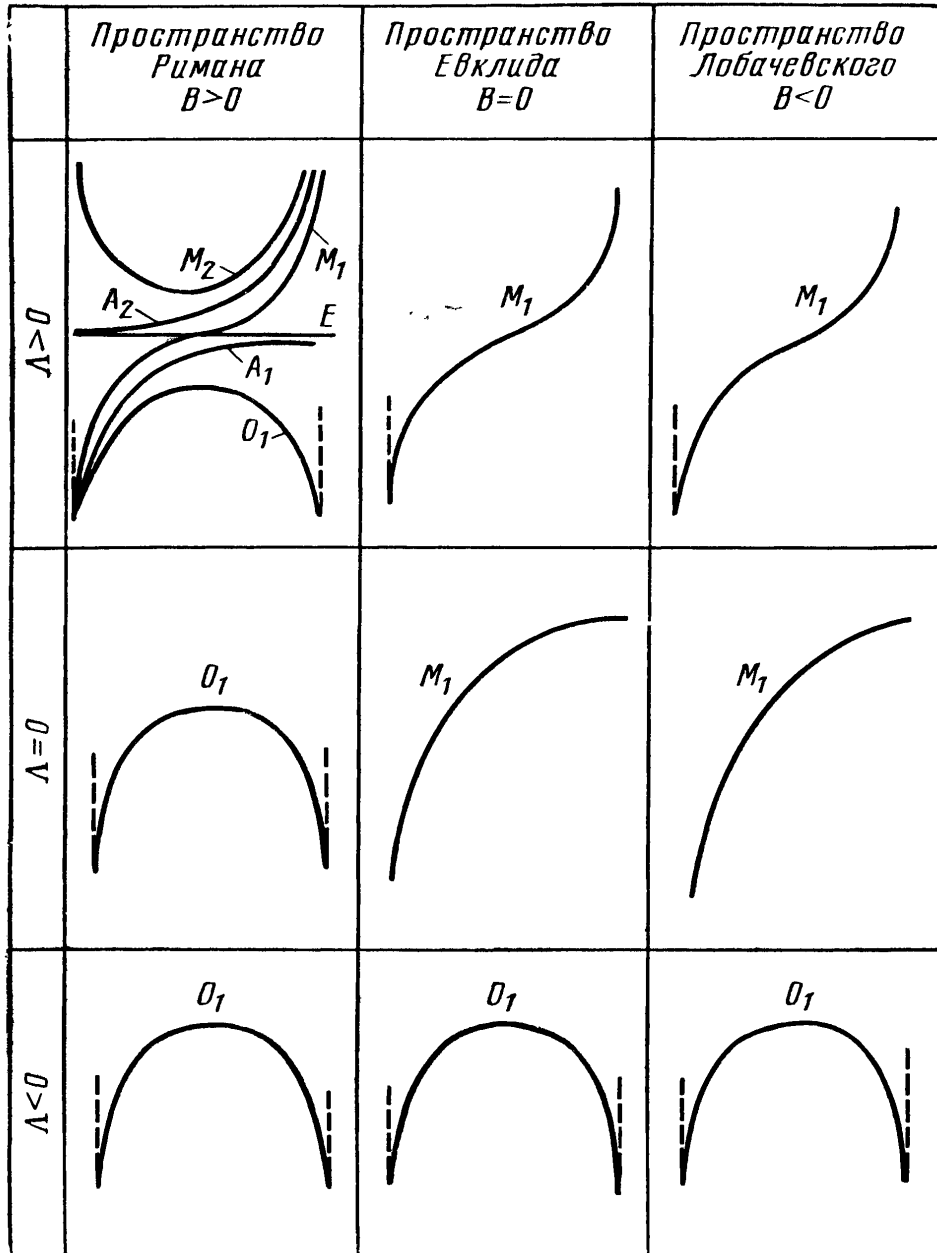 Пространство
Римана
B>0
Пространство
Евклида
B=0
Пространство
Лобачевского
B<0
Λ>0
M₂
M₁
A₂
E
A₁
O₁
M₁
M₁
Λ=0
O₁
M₁
M₁
Λ<0
O₁
O₁
O₁